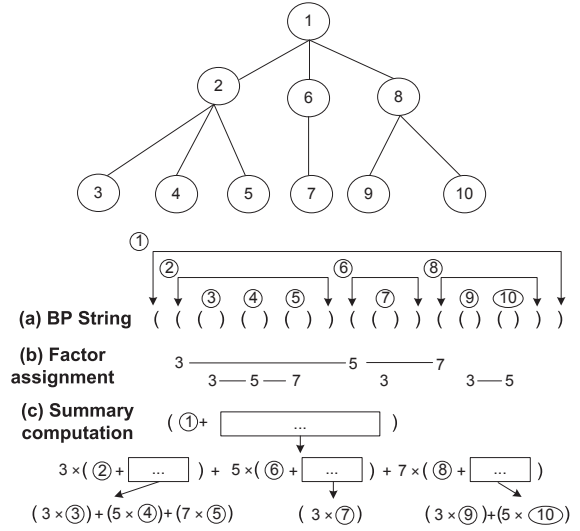 1
2 6 8
3 4 5 7 9 10
1
2 6 8
3 4 5 7 9 10
(a) BP String ( ( ( ) ( ) ( ) ) ( ( ) ) ( ( ) ( ) ) )
(b) Factor assignment
3 5 7
3 5 7 3 3 5
(c) Summary computation
( 1 + ... )
3 × ( 2 + ... ) + 5 × ( 6 + ... ) + 7 × ( 8 + ... )
( 3 × 3 ) + ( 5 × 4 ) + ( 7 × 5 ) ( 3 × 7 ) ( 3 × 9 ) + ( 5 × 10 )